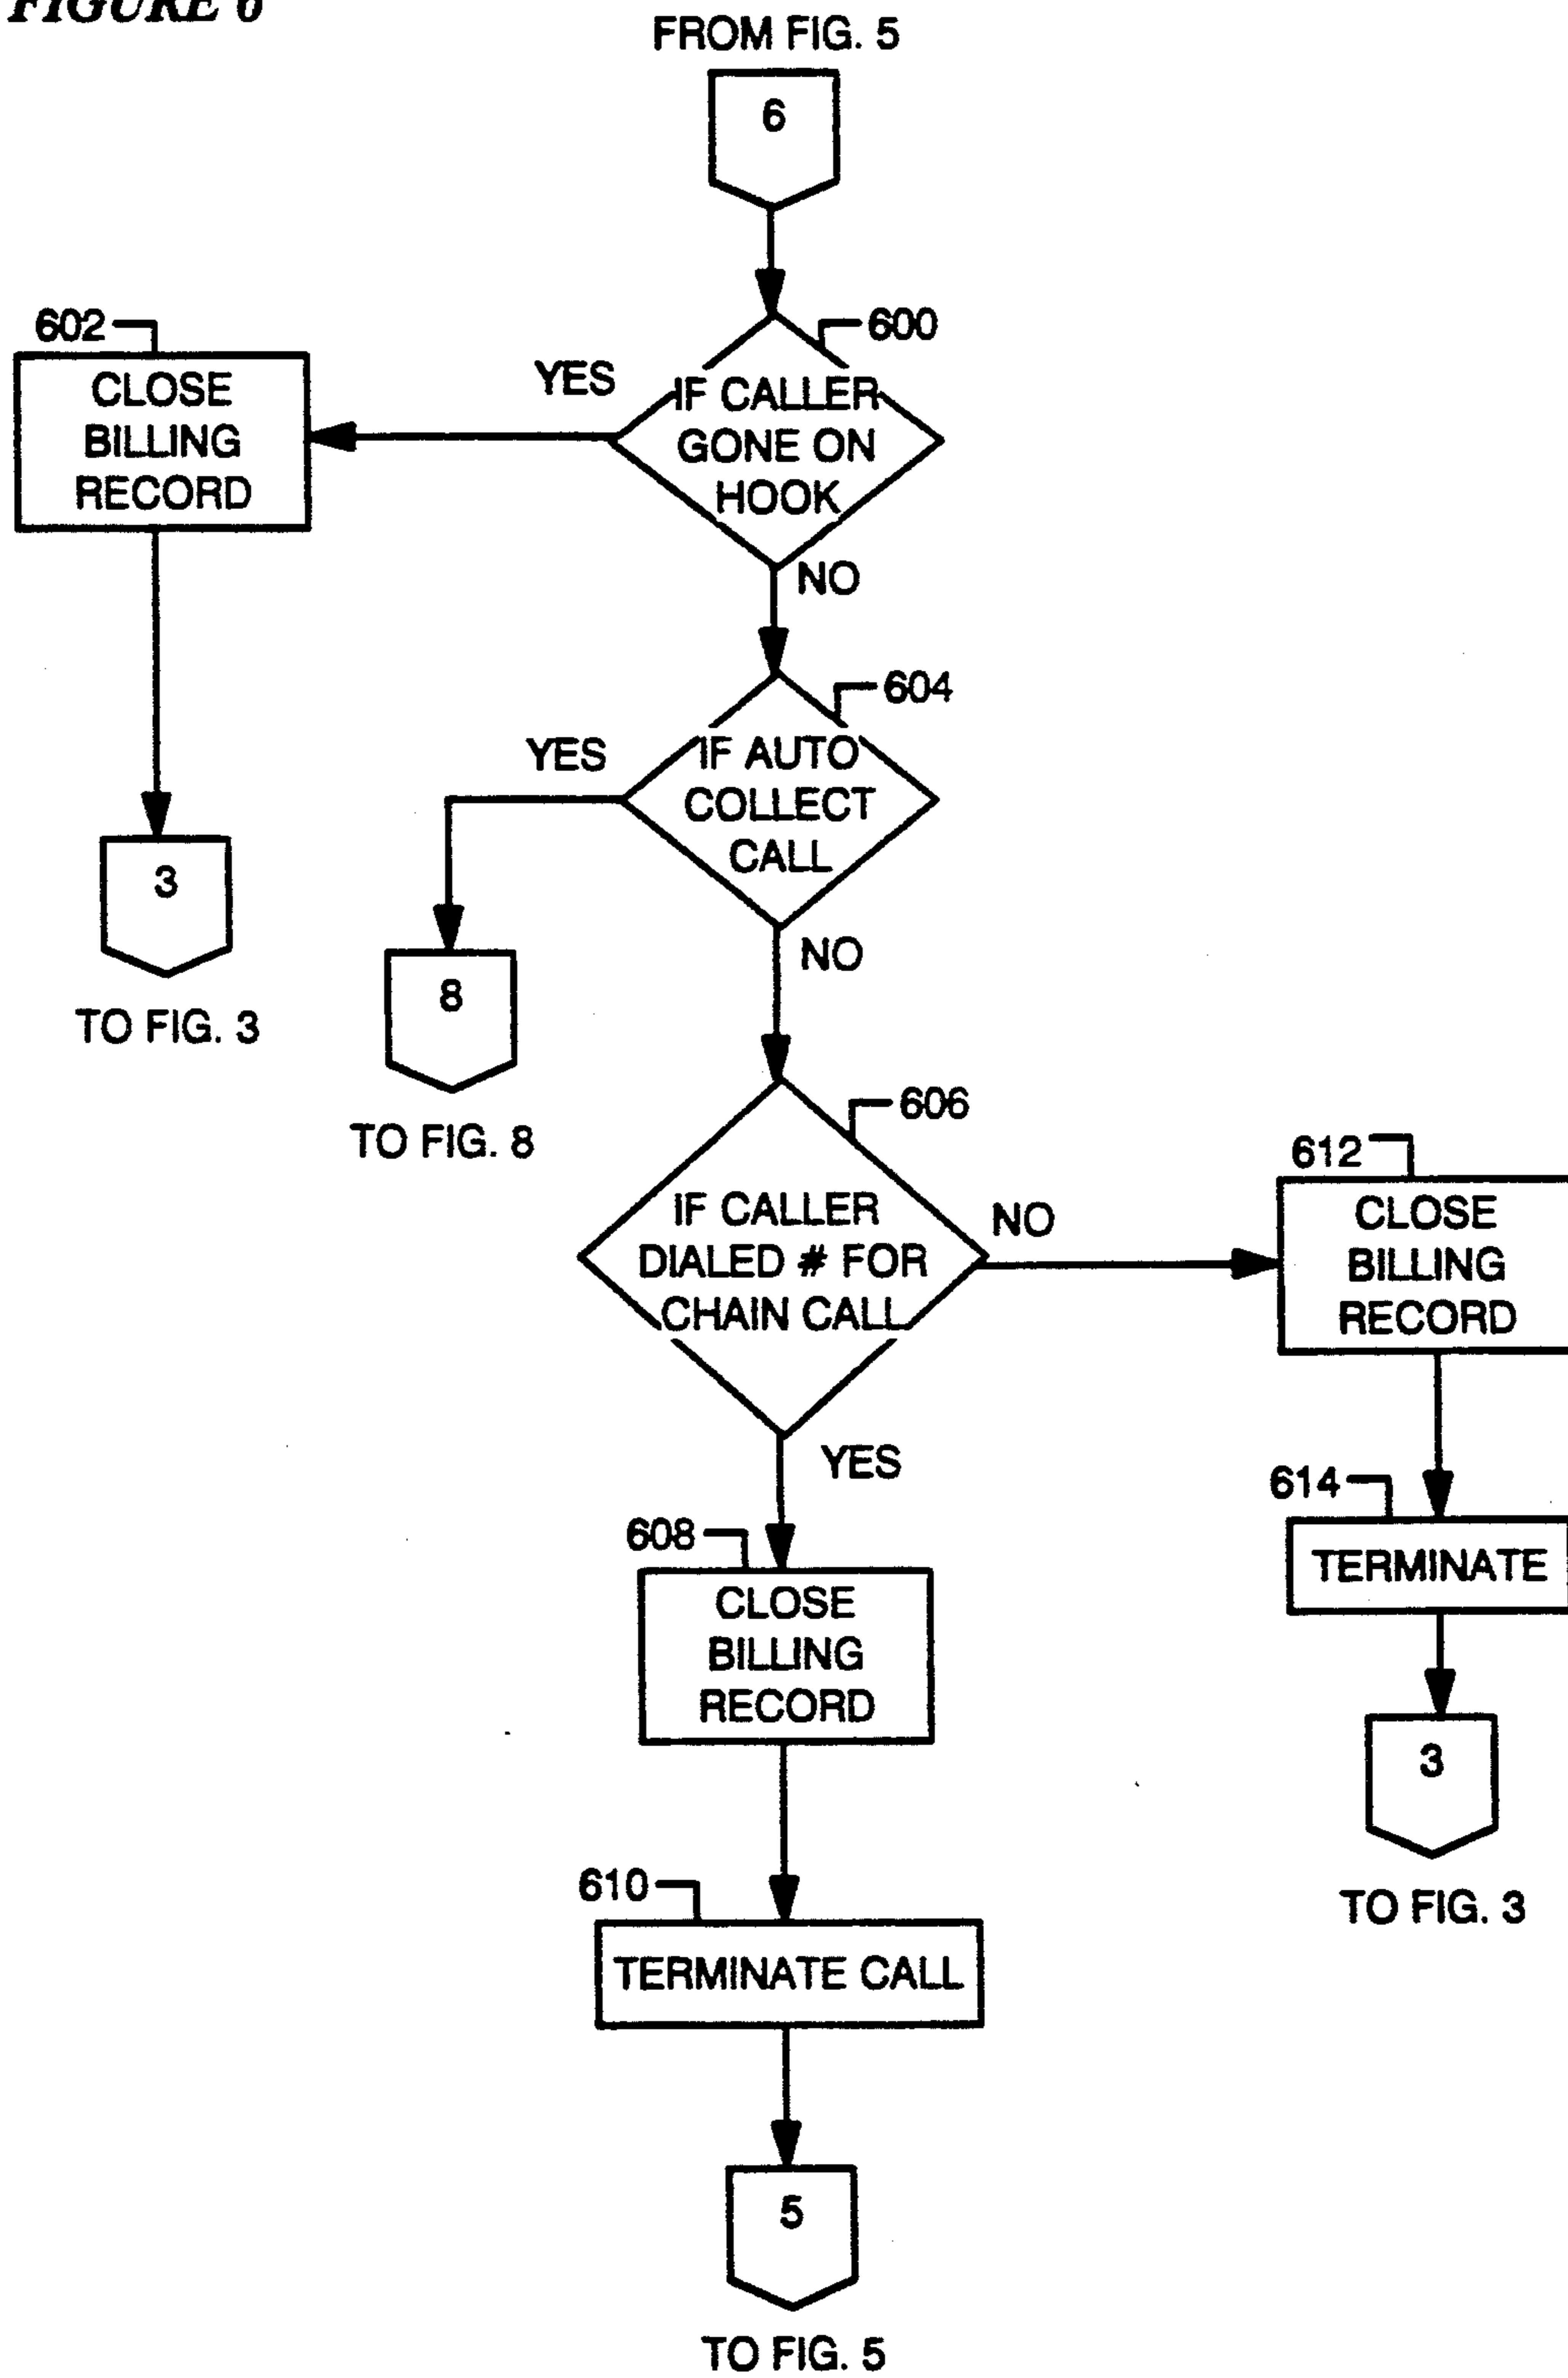 FIGURE 6
FROM FIG. 5
6
602
600
YES
CLOSE
BILLING
RECORD
IF CALLER
GONE ON
HOOK
NO
604
YES
IF AUTO
COLLECT
CALL
3
NO
8
TO FIG. 3
606
TO FIG. 8
612
IF CALLER
DIALED # FOR
CHAIN CALL
NO
CLOSE
BILLING
RECORD
YES
614
608
TERMINATE
CLOSE
BILLING
RECORD
3
610
TO FIG. 3
TERMINATE CALL
5
TO FIG. 5